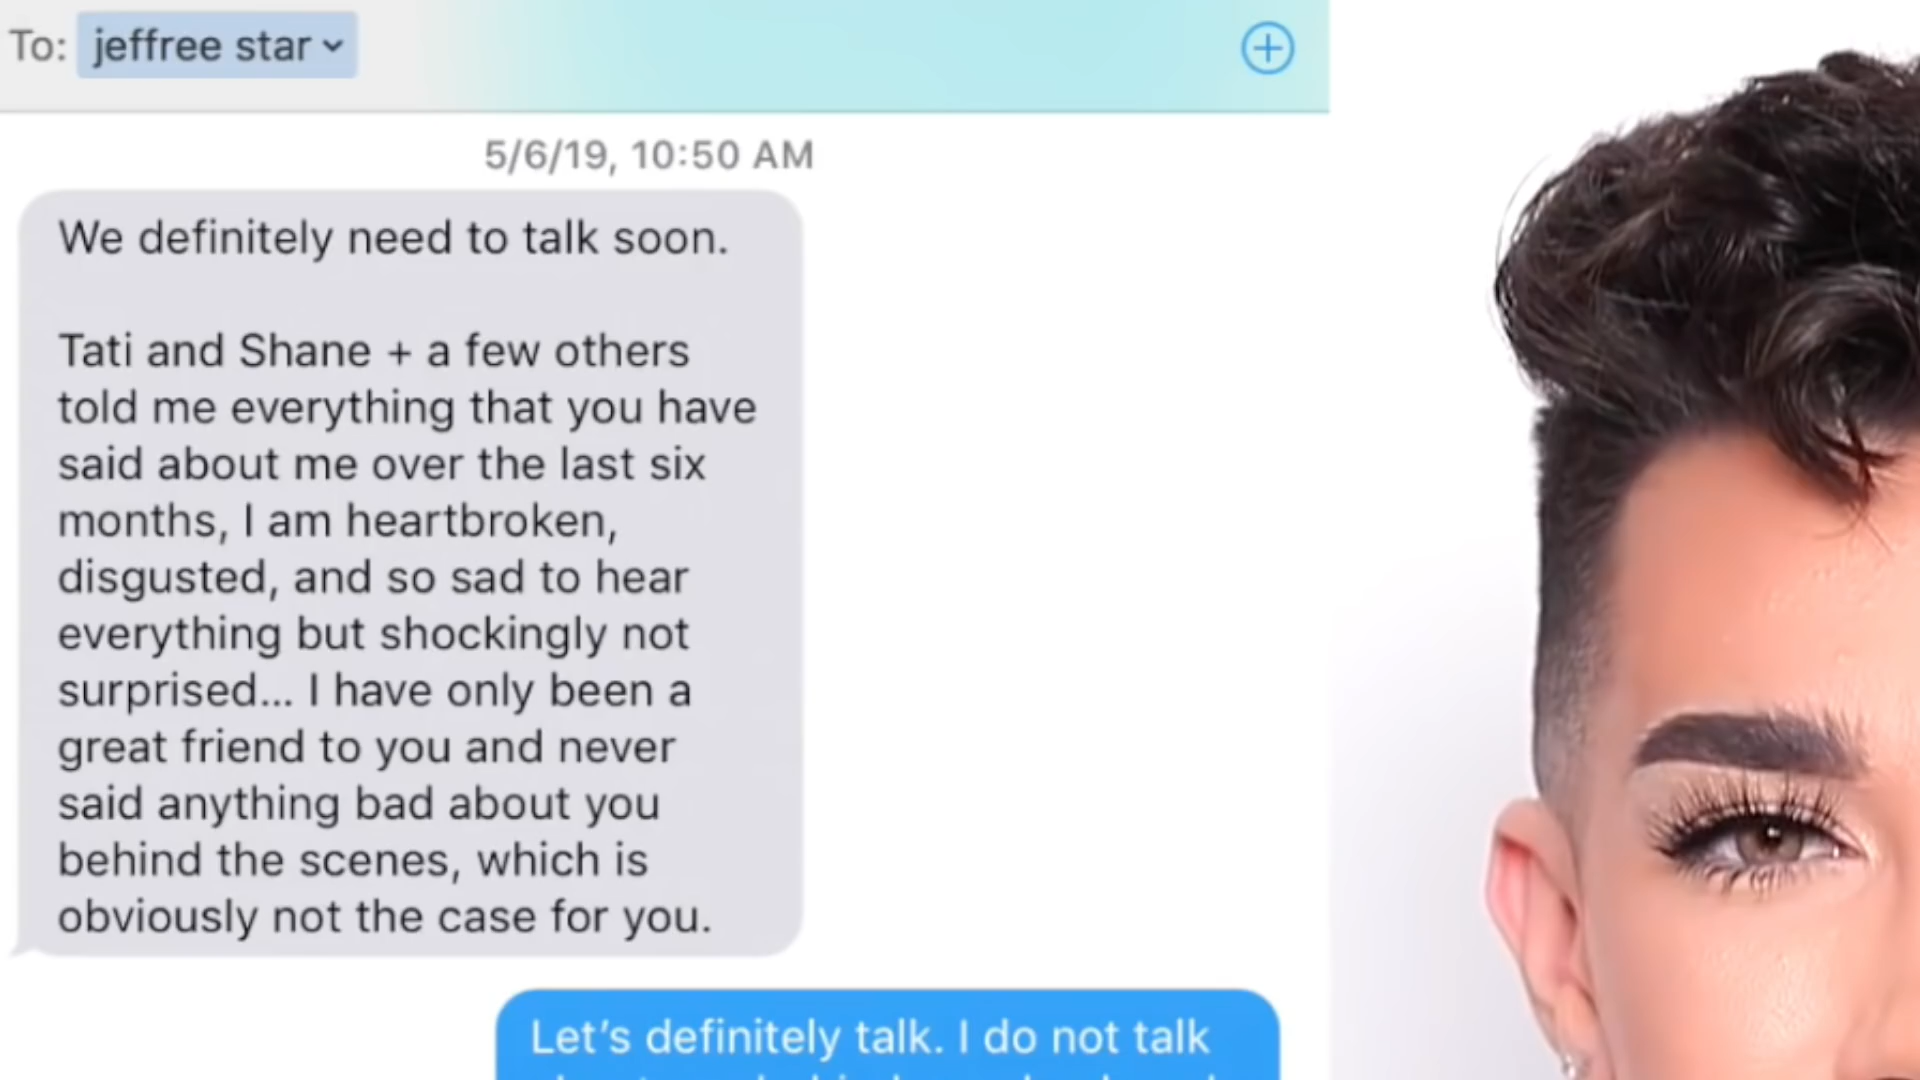 To: jeffree star
5/6/19, 10:50 AM
We definitely need to talk soon.
Tati and Shane + a few others
told me everything that you have
said about me over the last six
months, I am heartbroken,
disgusted, and so sad to hear
everything but shockingly not
surprised... I have only been a
great friend to you and never
said anything bad about you
behind the scenes, which is
obviously not the case for you.
Let's definitely talk. I do not talk